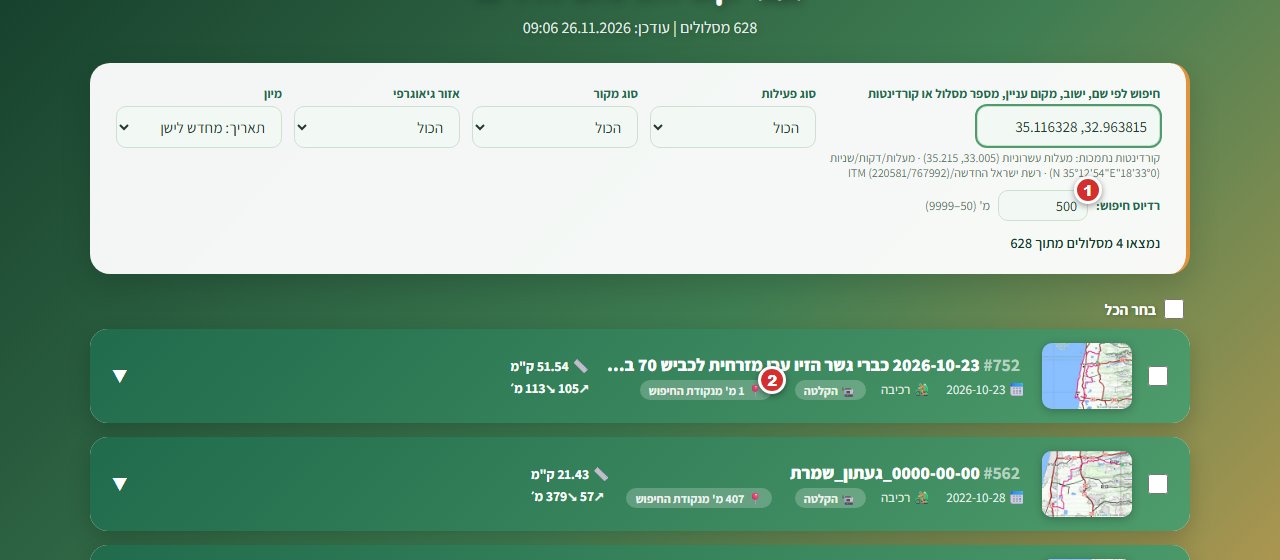 628 מסלולים | עודכן: 26.11.2026 09:06
חיפוש לפי שם, ישוב, מקום עניין, מספר מסלול או קורדינטות
סוג פעילות
סוג מקור
אזור גיאוגרפי
מיון
32.963815, 35.116328
הכול
הכול
הכול
תאריך: מחדש לישן
קורדינטות נתמכות: מעלות עשרוניות (33.005, 35.215) · מעלות/דקות/שניות
(N 35°12'54"E"18'33°0) · רשת ישראל החדשה/ITM (220581/767992)
1
רדיוס חיפוש:
500
מ' (50–9999)
נמצאו 4 מסלולים מתוך 628
בחר הכל
#752 2026-10-23 כברי גשר הזיו עכו מזרחית לכביש 70 ב...
51.54 ק"מ
2026-10-23
רכיבה
הקלטה
2
1 מ' מנקודת החיפוש
↗105 ↘113 מ׳
▼
#562 0000-00-00_געתון_שמרת
21.43 ק"מ
2022-10-28
רכיבה
הקלטה
407 מ' מנקודת החיפוש
↗57 ↘379 מ׳
▼